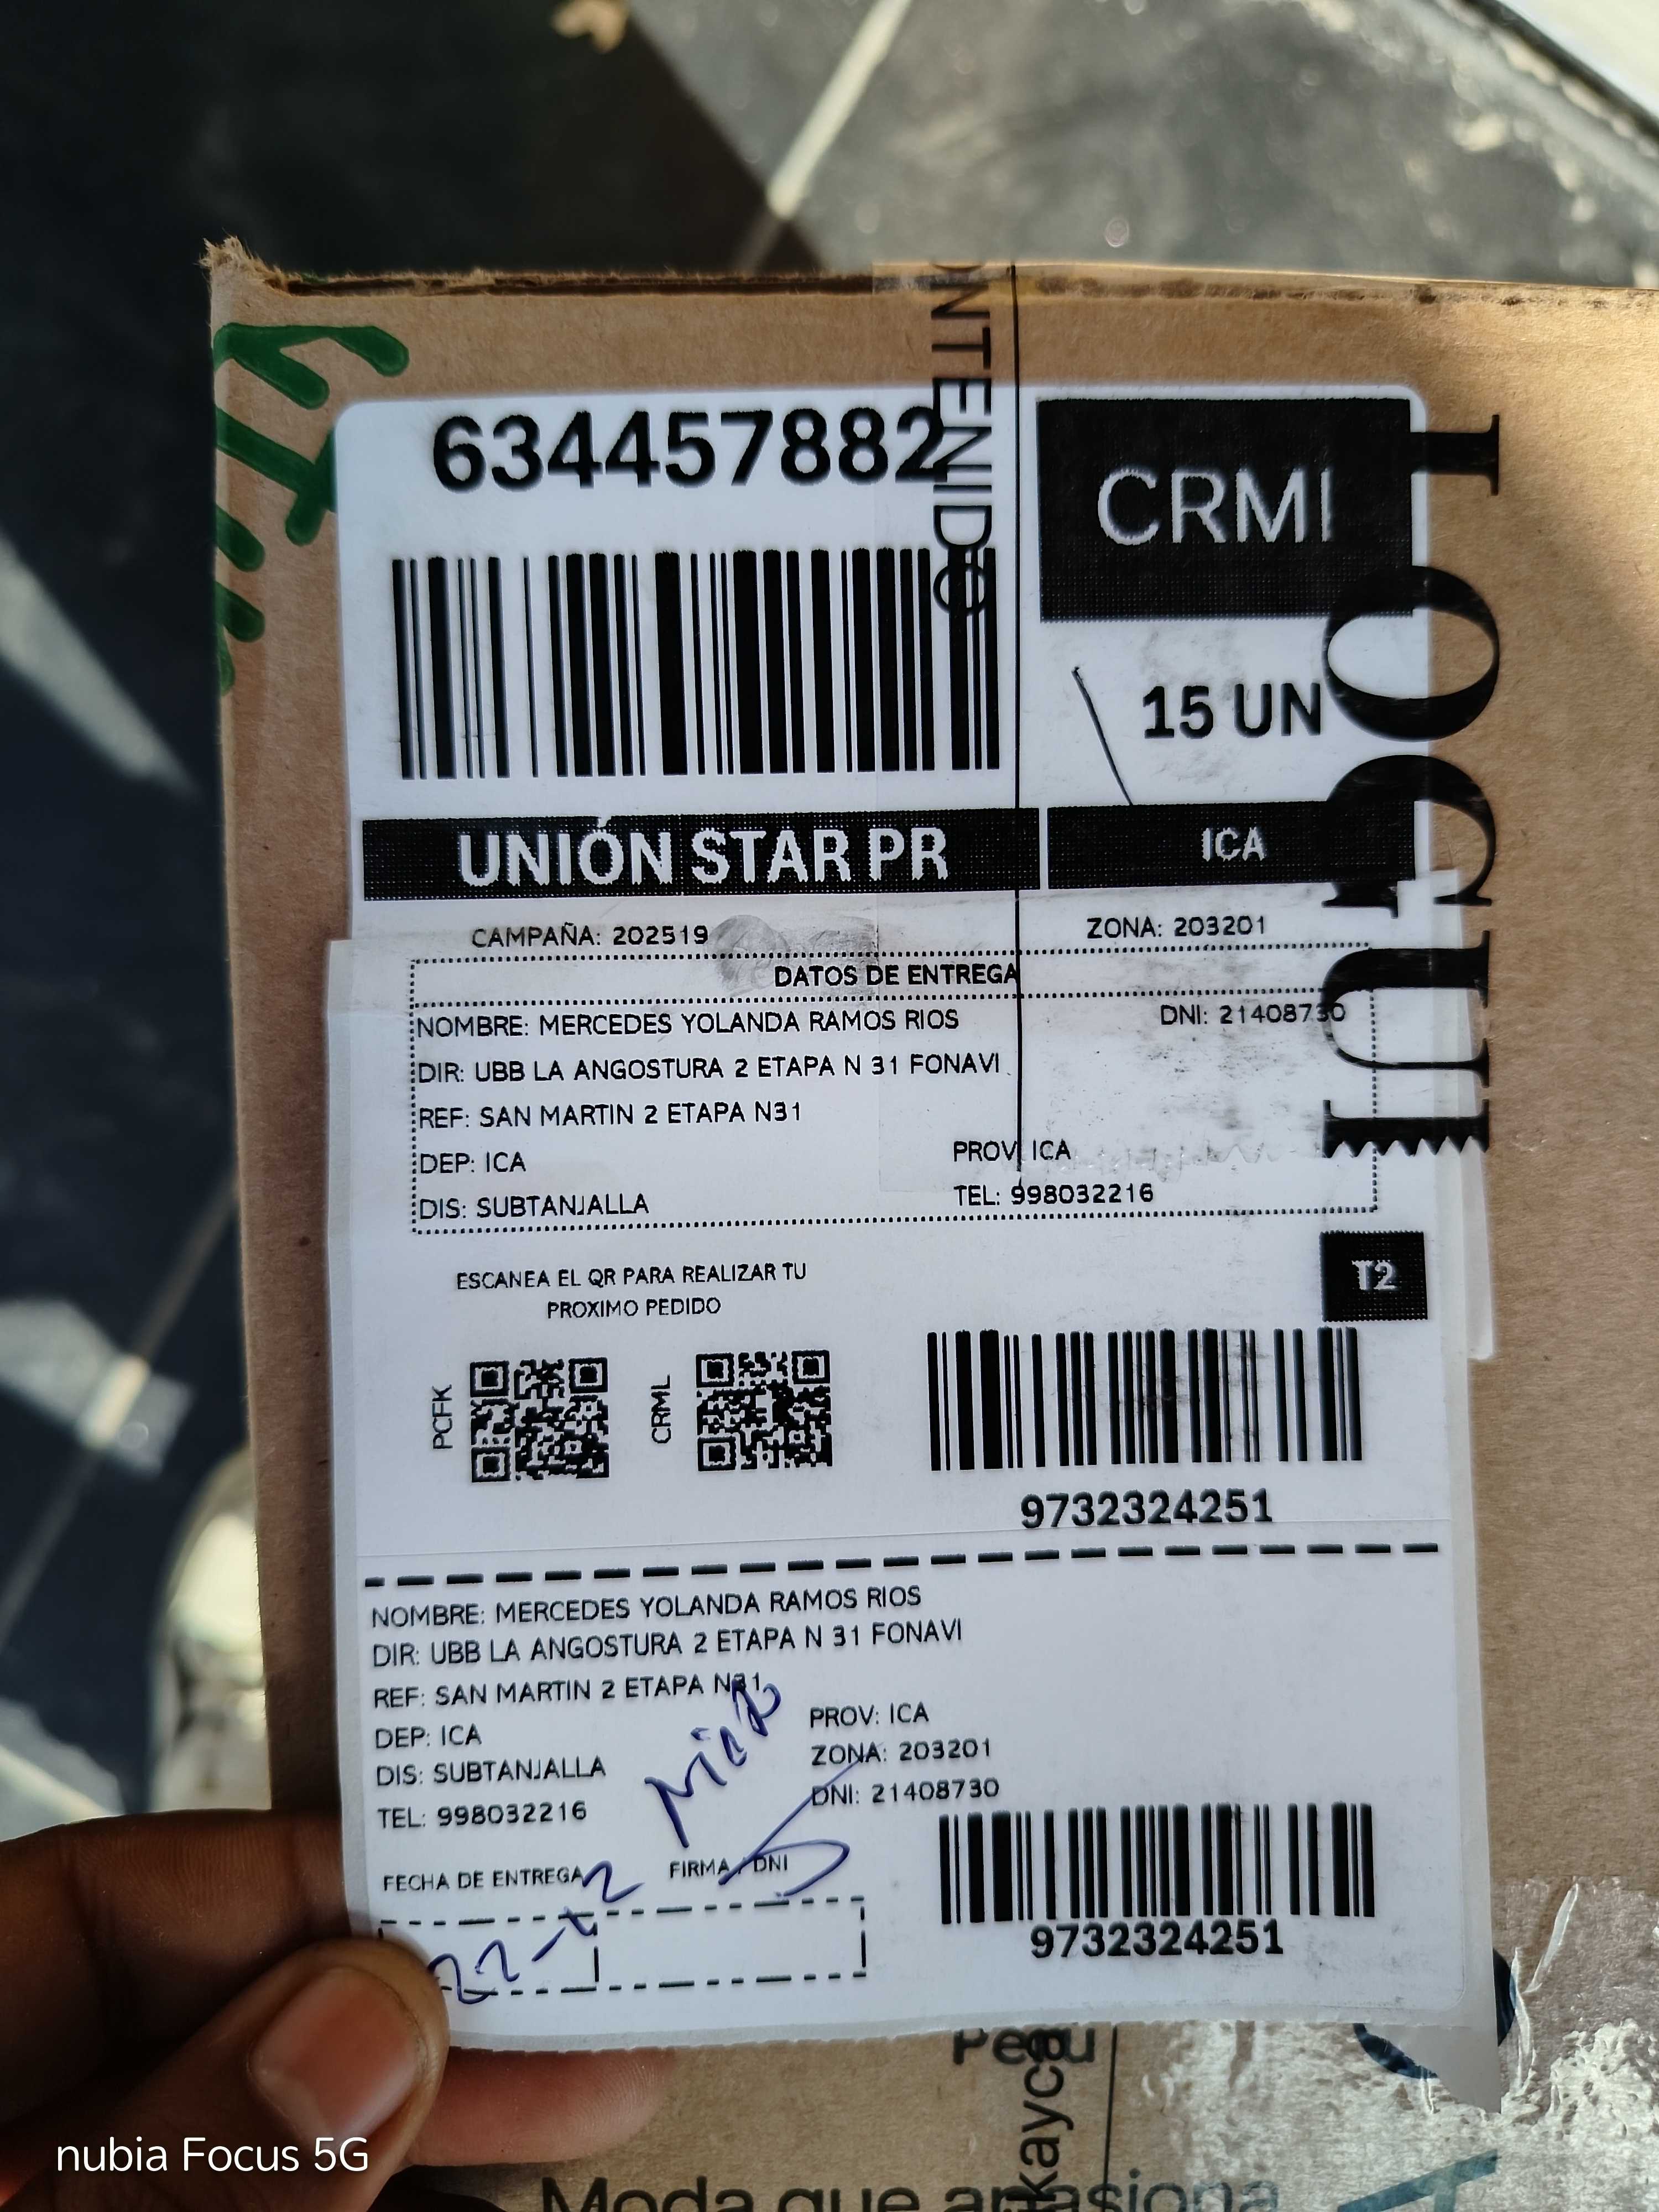 634457882
CONTENIDO
CRML
15 UN
UNIÓN STAR PR
ICA
CAMPAÑA: 202519
ZONA: 203201
DATOS DE ENTREGA
NOMBRE: MERCEDES YOLANDA RAMOS RIOS
DNI: 21408730
DIR: UBB LA ANGOSTURA 2 ETAPA N 31 FONAVI
REF: SAN MARTIN 2 ETAPA N31
DEP: ICA
PROV: ICA
DIS: SUBTANJALLA
TEL: 998032216
ESCANEA EL QR PARA REALIZAR TU
PROXIMO PEDIDO
T2
PCFK
CRML
9732324251
NOMBRE: MERCEDES YOLANDA RAMOS RIOS
DIR: UBB LA ANGOSTURA 2 ETAPA N 31 FONAVI
REF: SAN MARTIN 2 ETAPA N31
DEP: ICA
PROV: ICA
DIS: SUBTANJALLA
ZONA: 203201
TEL: 998032216
DNI: 21408730
FECHA DE ENTREGA
FIRMA / DNI
9732324251
Perú
Moda que apasiona
nubia Focus 5G